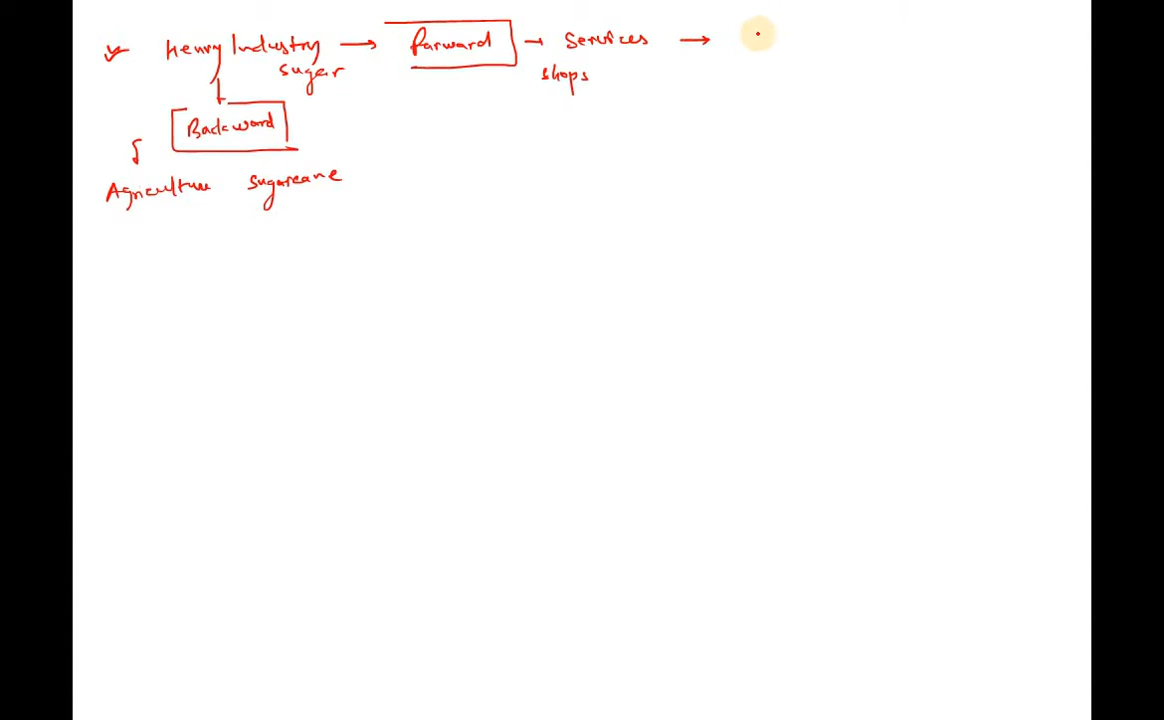 Heavy Industry → forward → Services →
sugar shops
Backward
Agriculture sugarcane